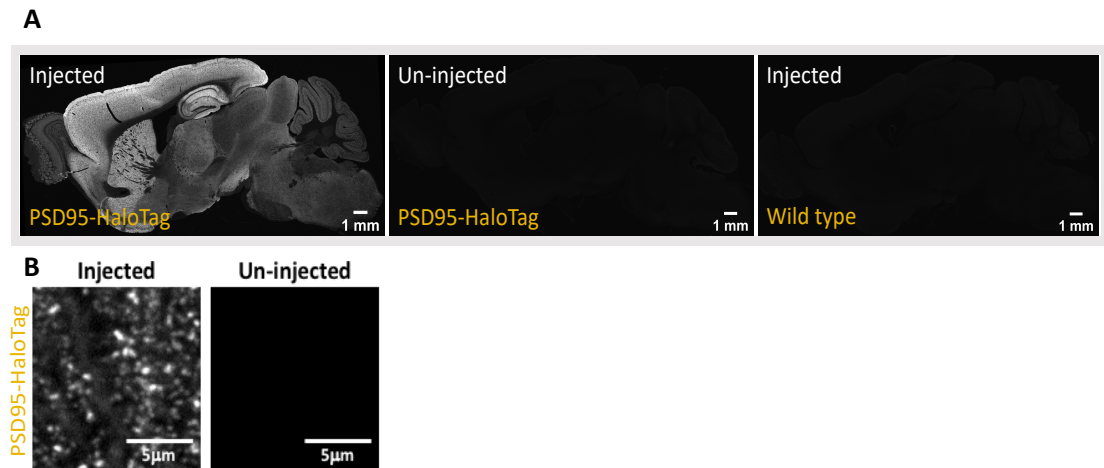 A
Injected
PSD95-HaloTag
1 mm
Un-injected
PSD95-HaloTag
1 mm
Injected
Wild type
1 mm
B
Injected
Un-injected
PSD95-HaloTag
5μm
5μm